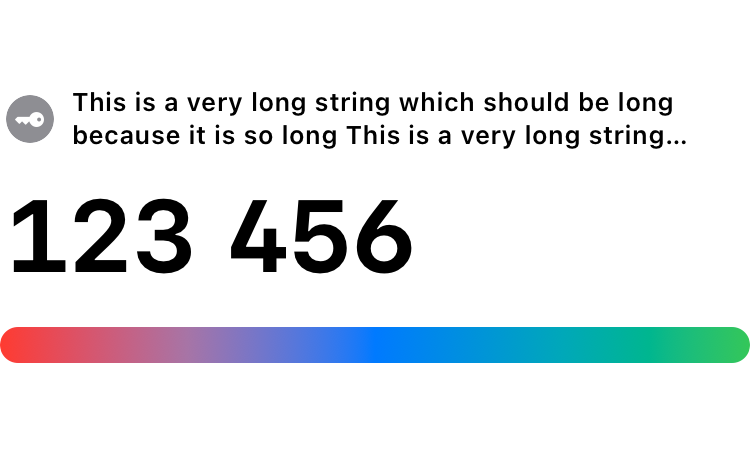 This is a very long string which should be long
because it is so long This is a very long string...
123 456